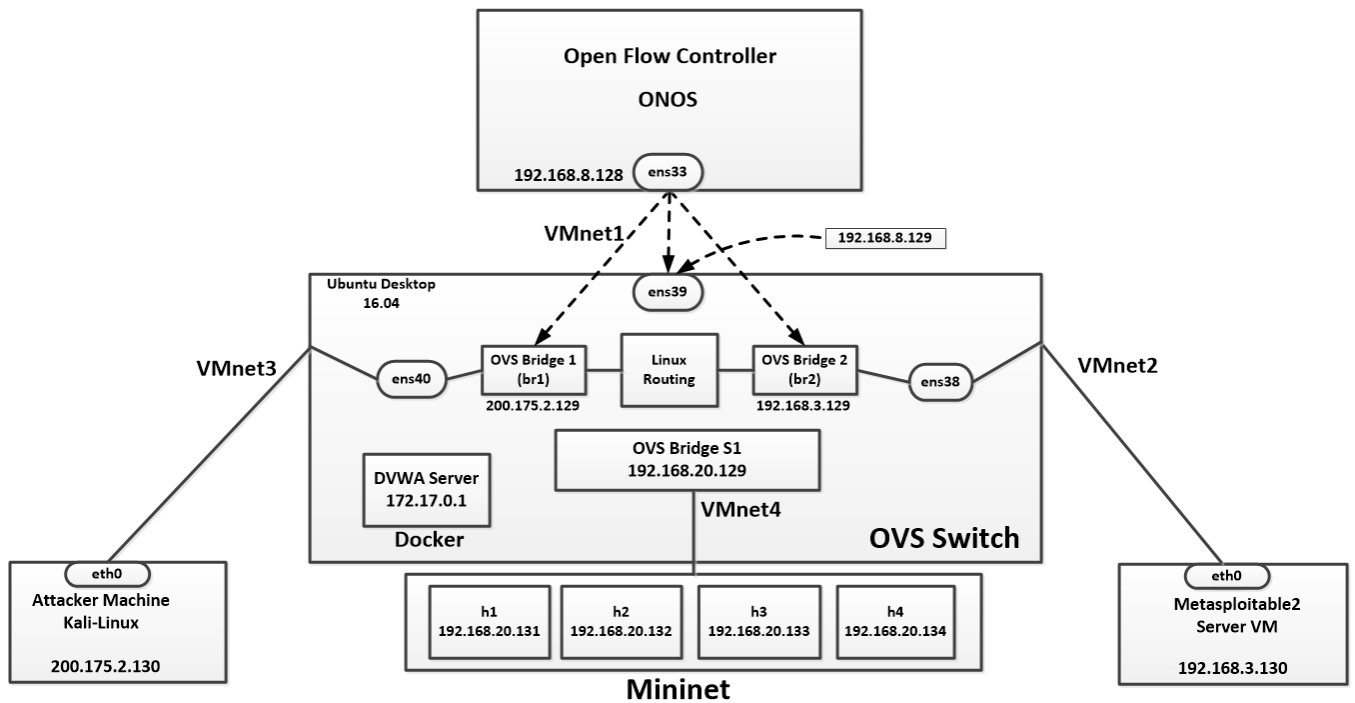 Open Flow Controller
ONOS
192.168.8.128
ens33
VMnet1
192.168.8.129
Ubuntu Desktop
16.04
ens39
VMnet3
ens40
OVS Bridge 1
(br1)
200.175.2.129
Linux
Routing
OVS Bridge 2
(br2)
192.168.3.129
ens38
VMnet2
OVS Bridge S1
192.168.20.129
DVWA Server
172.17.0.1
Docker
VMnet4
OVS Switch
eth0
Attacker Machine
Kali-Linux
200.175.2.130
h1
192.168.20.131
h2
192.168.20.132
h3
192.168.20.133
h4
192.168.20.134
Mininet
eth0
Metasploitable2
Server VM
192.168.3.130